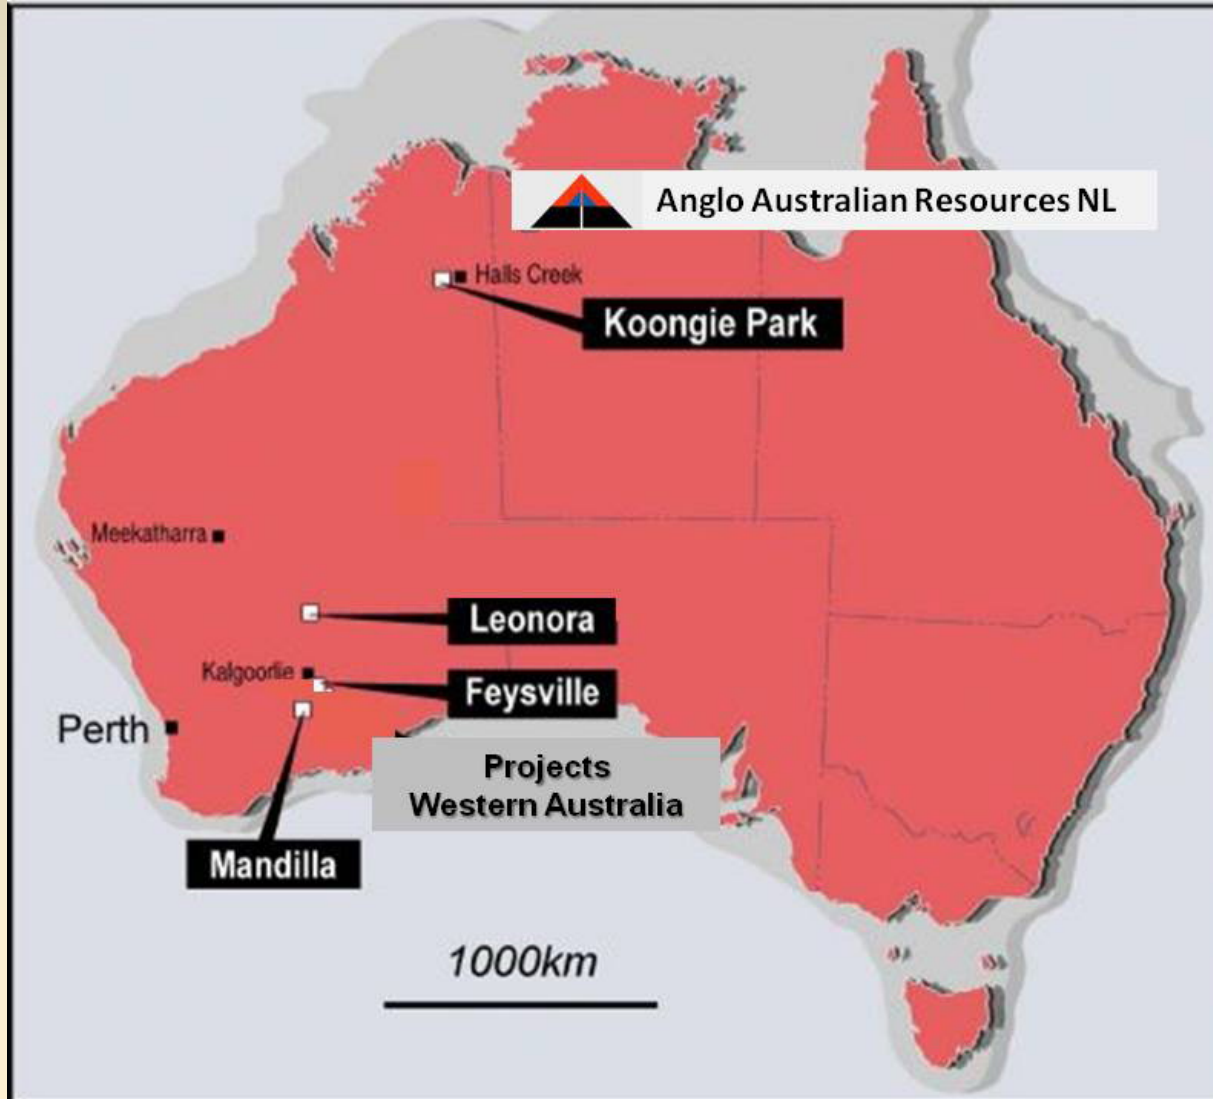 Anglo Australian Resources NL
Halls Creek
Koongie Park
Meekatharra
Leonora
Kalgoorlie
Feysville
Perth
Projects
Western Australia
Mandilla
1000km